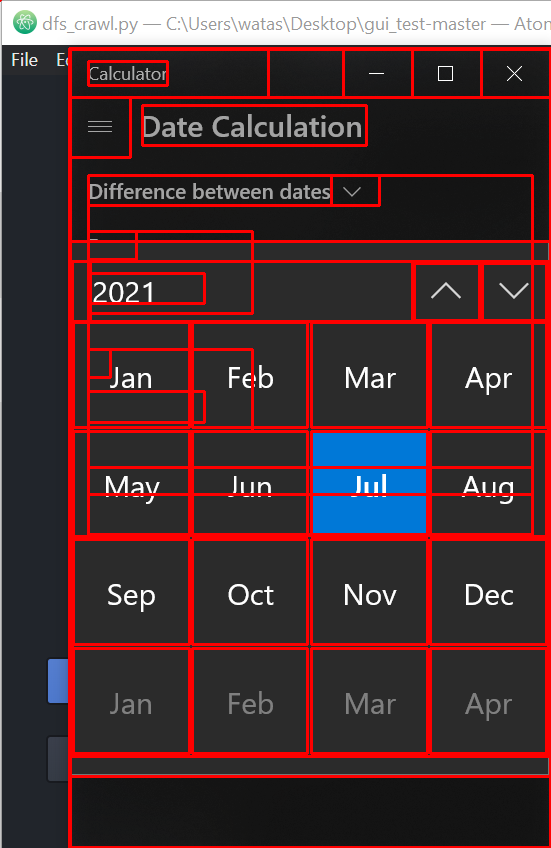 dfs_crawl.py — C:\Users\watas\Desktop\gui_test-master — Atom
File
Calculator
Date Calculation
Difference between dates
2021
Jan Feb Mar Apr
May Jun Jul Aug
Sep Oct Nov Dec
Jan Feb Mar Apr